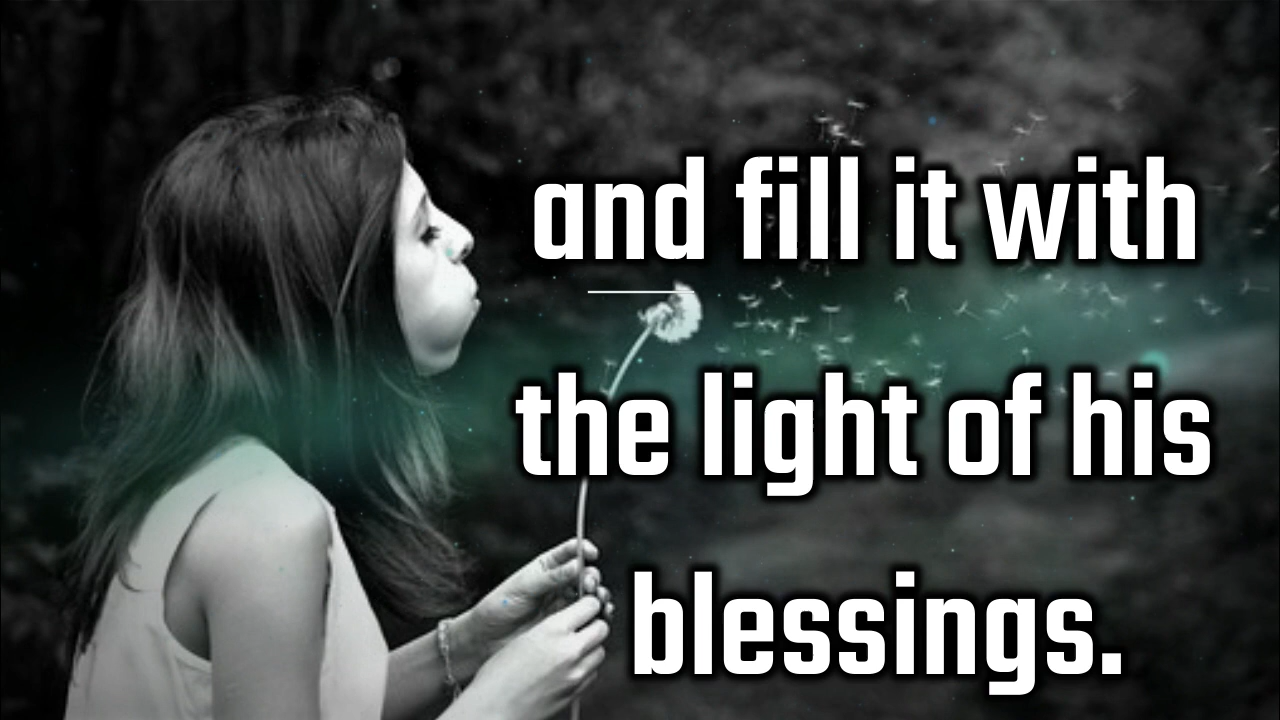 and fill it with
the light of his
blessings.